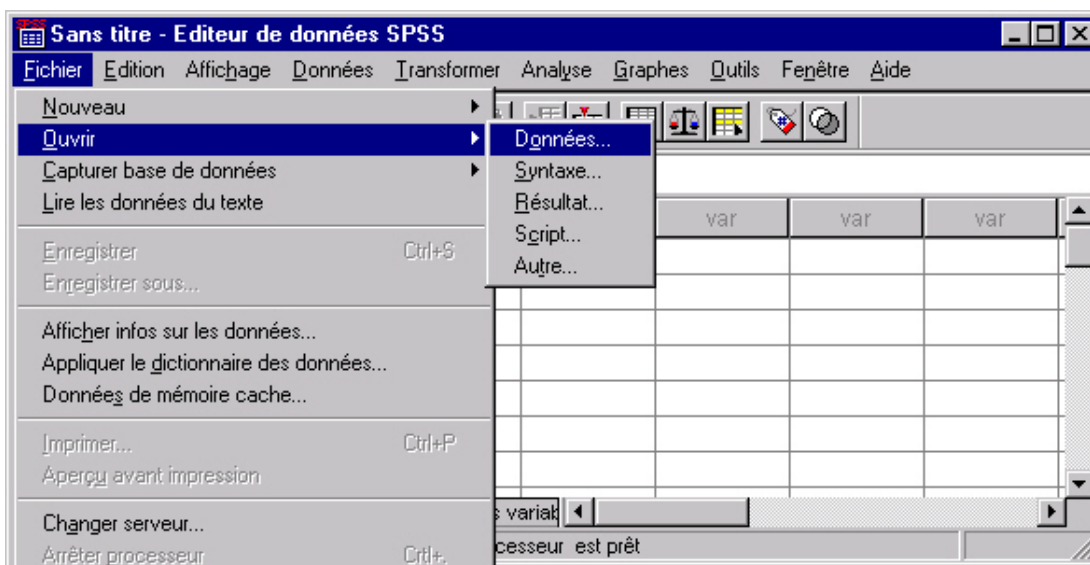 SPSS
Sans titre - Editeur de données SPSS
Fichier Edition Affichage Données Transformer Analyse Graphes Outils Fenêtre Aide
Nouveau
Ouvrir
Capturer base de données
Lire les données du texte
Enregistrer Ctrl+S
Enregistrer sous...
Afficher infos sur les données...
Appliquer le dictionnaire des données...
Données de mémoire cache...
Imprimer... Ctrl+P
Aperçu avant impression
Changer serveur...
Arrêter processeur Crtl+.
Données...
Syntaxe...
Résultat...
Script...
Autre...
var var var
s variab
cesseur est prêt